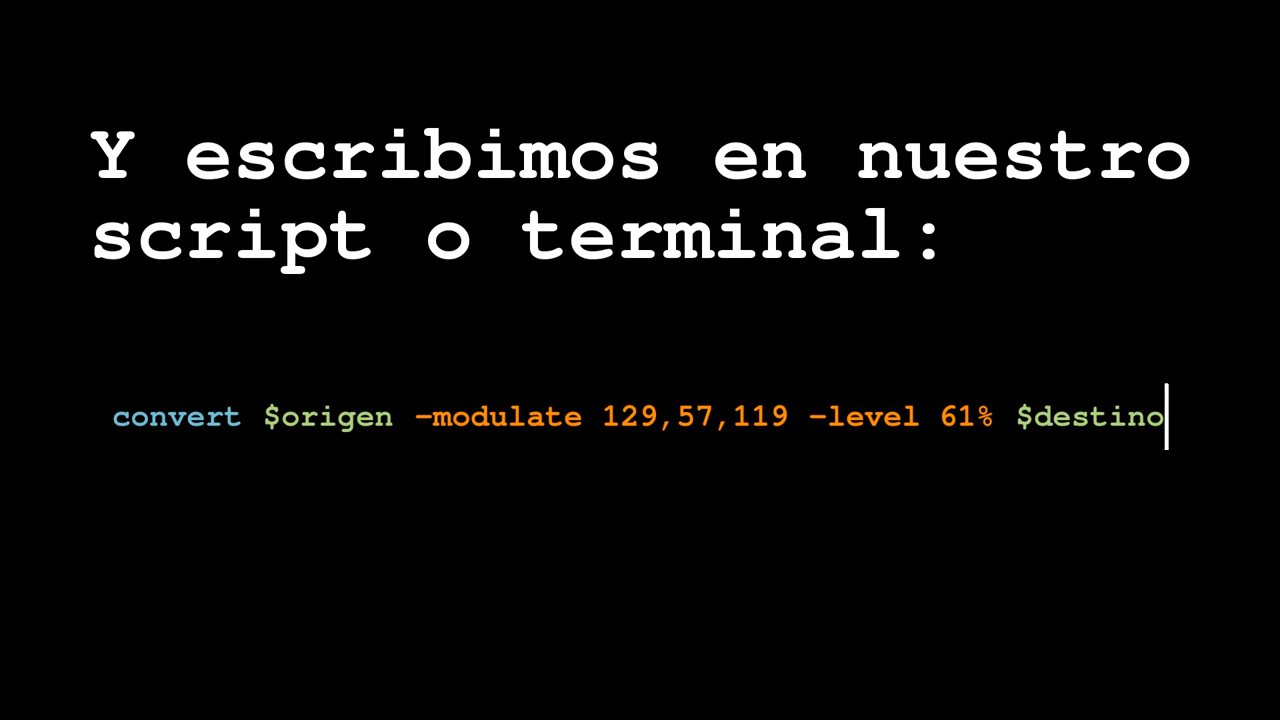 Y escribimos en nuestro
script o terminal:
convert $origen –modulate 129,57,119 –level 61% $destino